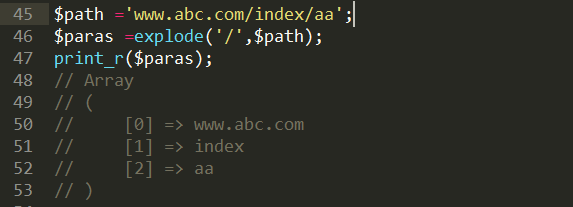 45 $path ='www.abc.com/index/aa';
46 $paras =explode('/',$path);
47 print_r($paras);
48 // Array
49 // (
50 //     [0] => www.abc.com
51 //     [1] => index
52 //     [2] => aa
53 // )